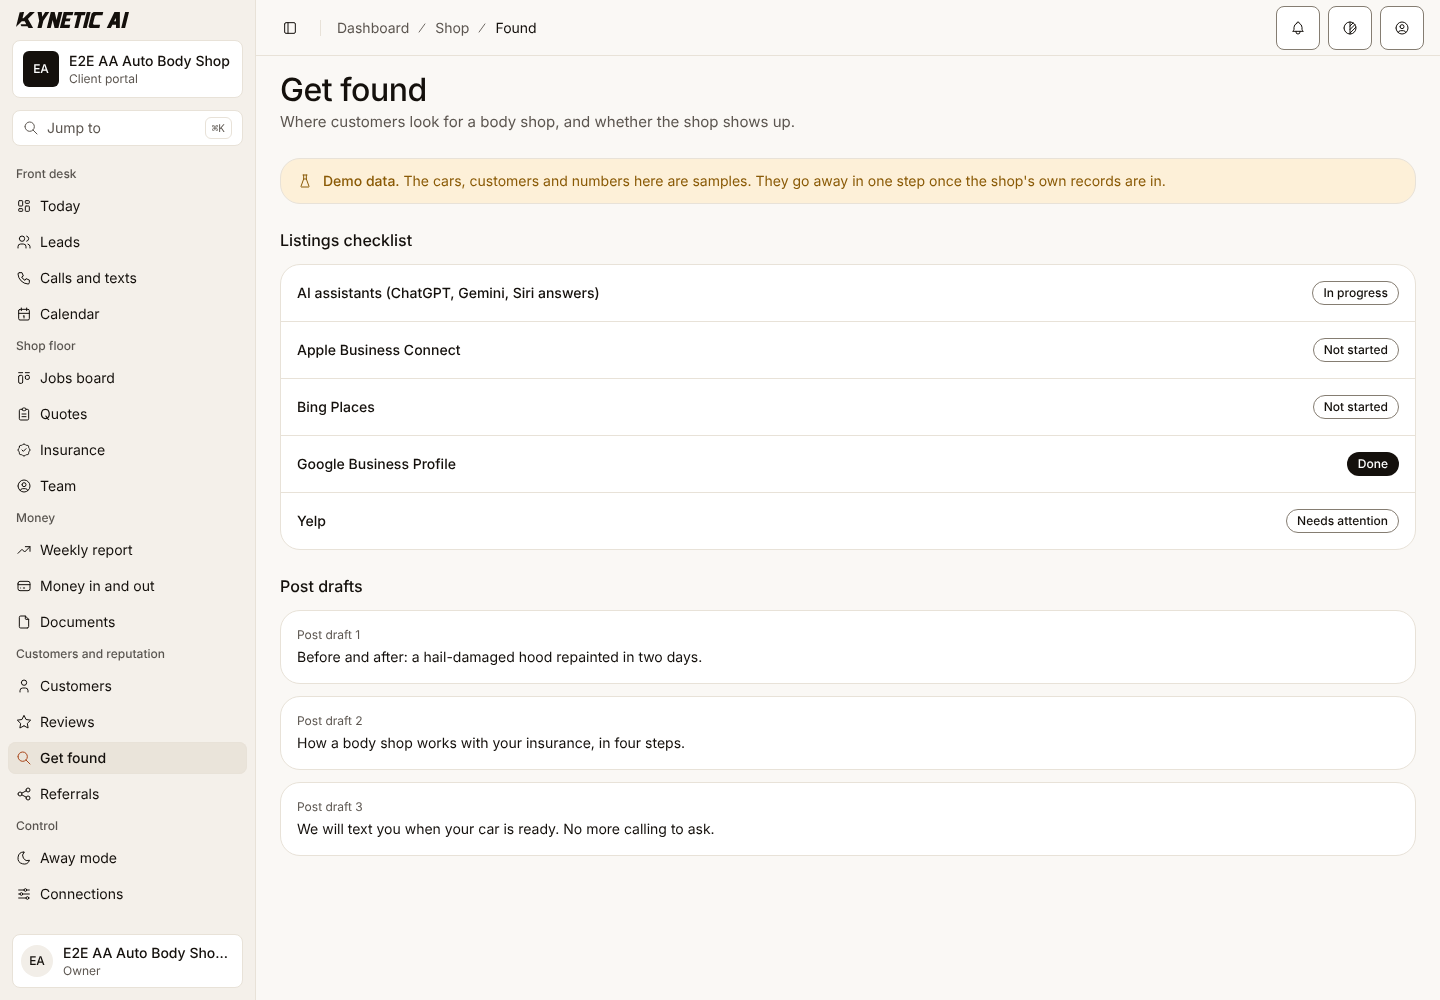 KYNETIC AI
EA
E2E AA Auto Body Shop
Client portal
Jump to
⌘K
Front desk
Today
Leads
Calls and texts
Calendar
Shop floor
Jobs board
Quotes
Insurance
Team
Money
Weekly report
Money in and out
Documents
Customers and reputation
Customers
Reviews
Get found
Referrals
Control
Away mode
Connections
EA
E2E AA Auto Body Sho...
Owner
Dashboard / Shop / Found
Get found
Where customers look for a body shop, and whether the shop shows up.
Demo data. The cars, customers and numbers here are samples. They go away in one step once the shop's own records are in.
Listings checklist
AI assistants (ChatGPT, Gemini, Siri answers) In progress
Apple Business Connect Not started
Bing Places Not started
Google Business Profile Done
Yelp Needs attention
Post drafts
Post draft 1
Before and after: a hail-damaged hood repainted in two days.
Post draft 2
How a body shop works with your insurance, in four steps.
Post draft 3
We will text you when your car is ready. No more calling to ask.